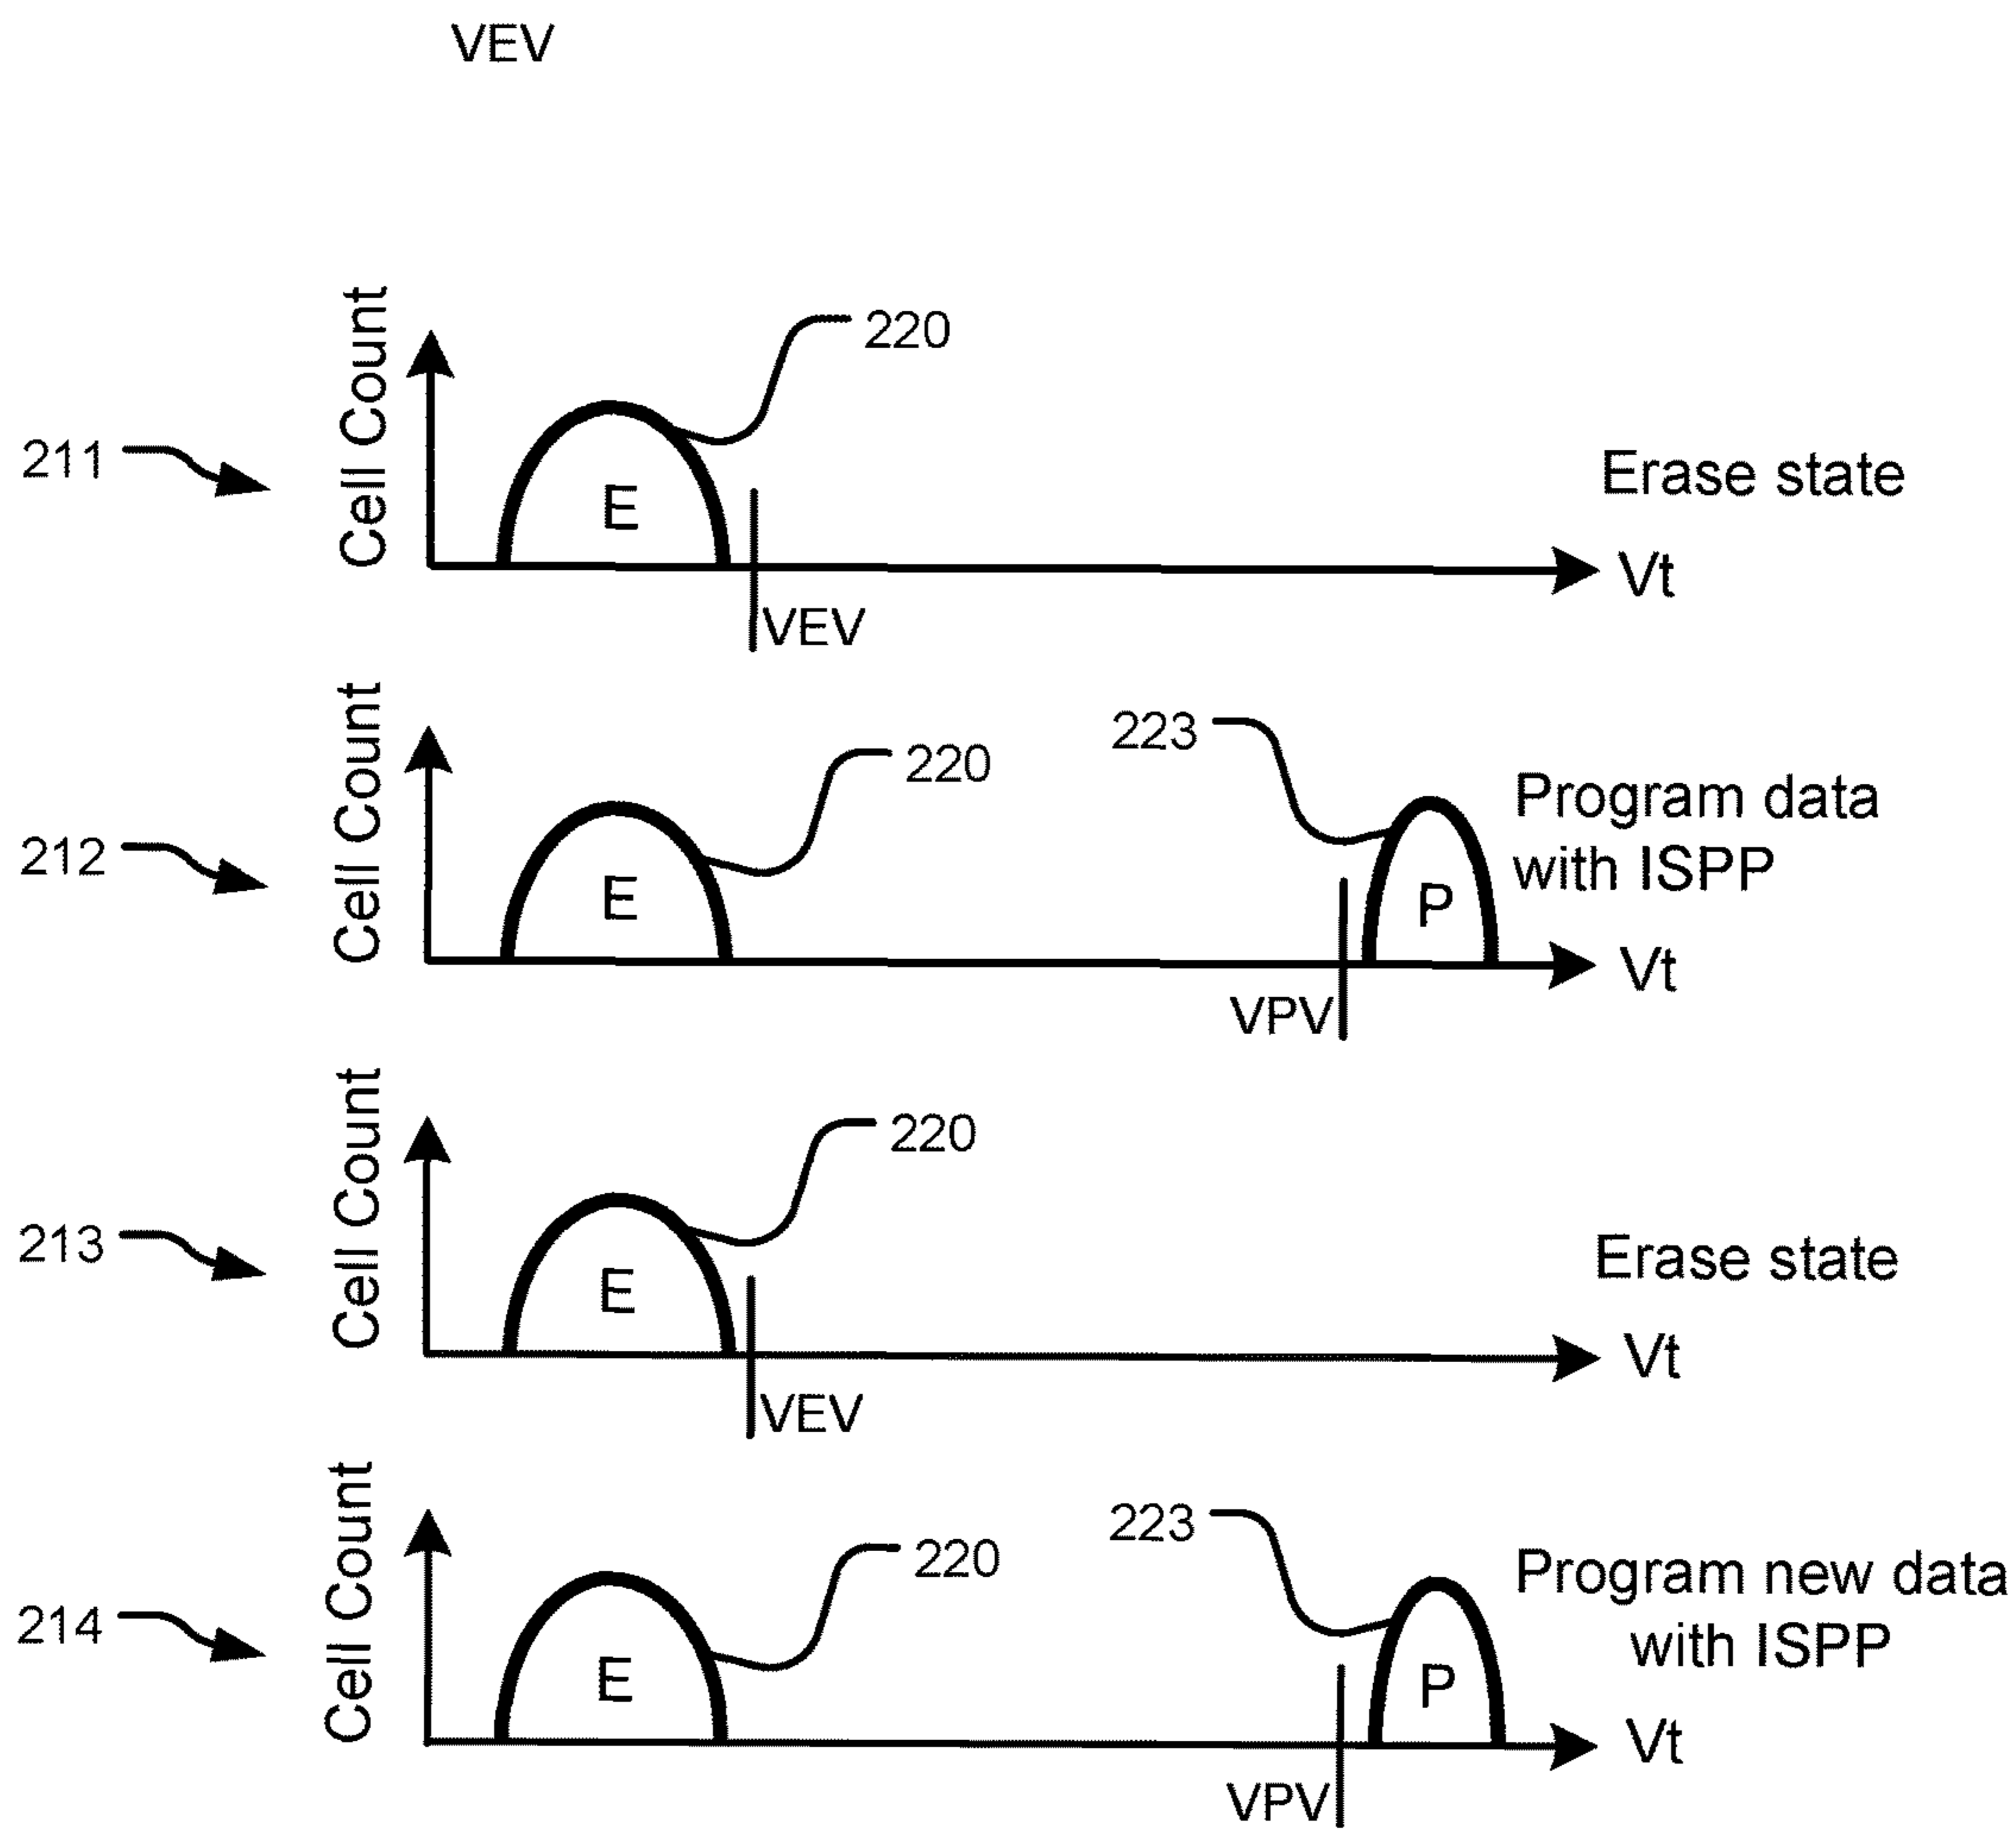 VEV
Cell Count
220
211
E
Erase state
Vt
VEV
Cell Count
220
223
Program data
with ISPP
212
E
P
Vt
VPV
Cell Count
220
213
E
Erase state
Vt
VEV
Cell Count
220
223
Program new data
with ISPP
214
E
P
Vt
VPV